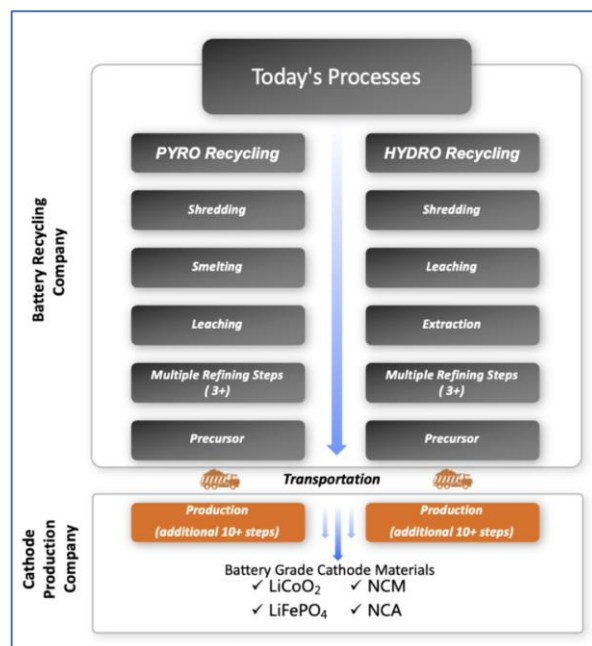 Today's Processes
Battery Recycling
Company
PYRO Recycling
HYDRO Recycling
Shredding
Shredding
Smelting
Leaching
Leaching
Extraction
Multiple Refining Steps
( 3+)
Multiple Refining Steps
( 3+)
Precursor
Precursor
Transportation
Cathode
Production
Company
Production
(additional 10+ steps)
Production
(additional 10+ steps)
Battery Grade Cathode Materials
✓ LiCoO₂ ✓ NCM
✓ LiFePO₄ ✓ NCA